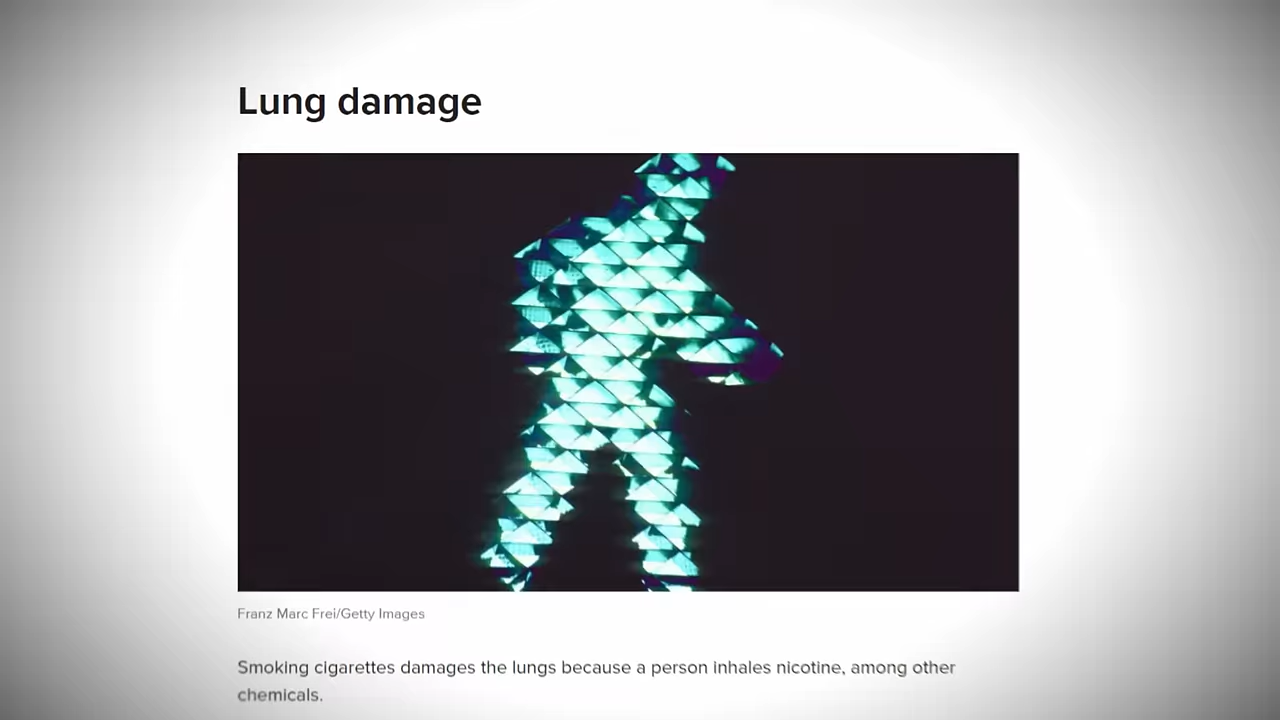 Lung damage
Franz Marc Frei/Getty Images
Smoking cigarettes damages the lungs because a person inhales nicotine, among other
chemicals.